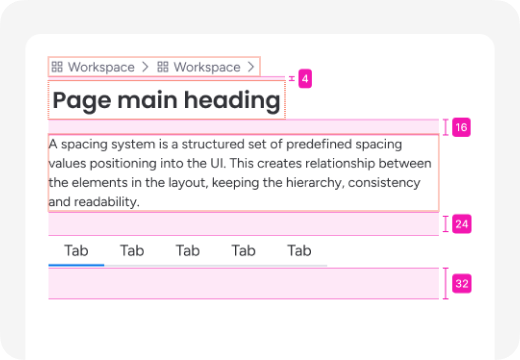 Workspace Workspace
4
Page main heading
16
A spacing system is a structured set of predefined spacing
values positioning into the UI. This creates relationship between
the elements in the layout, keeping the hierarchy, consistency
and readability.
24
Tab Tab Tab Tab Tab
32